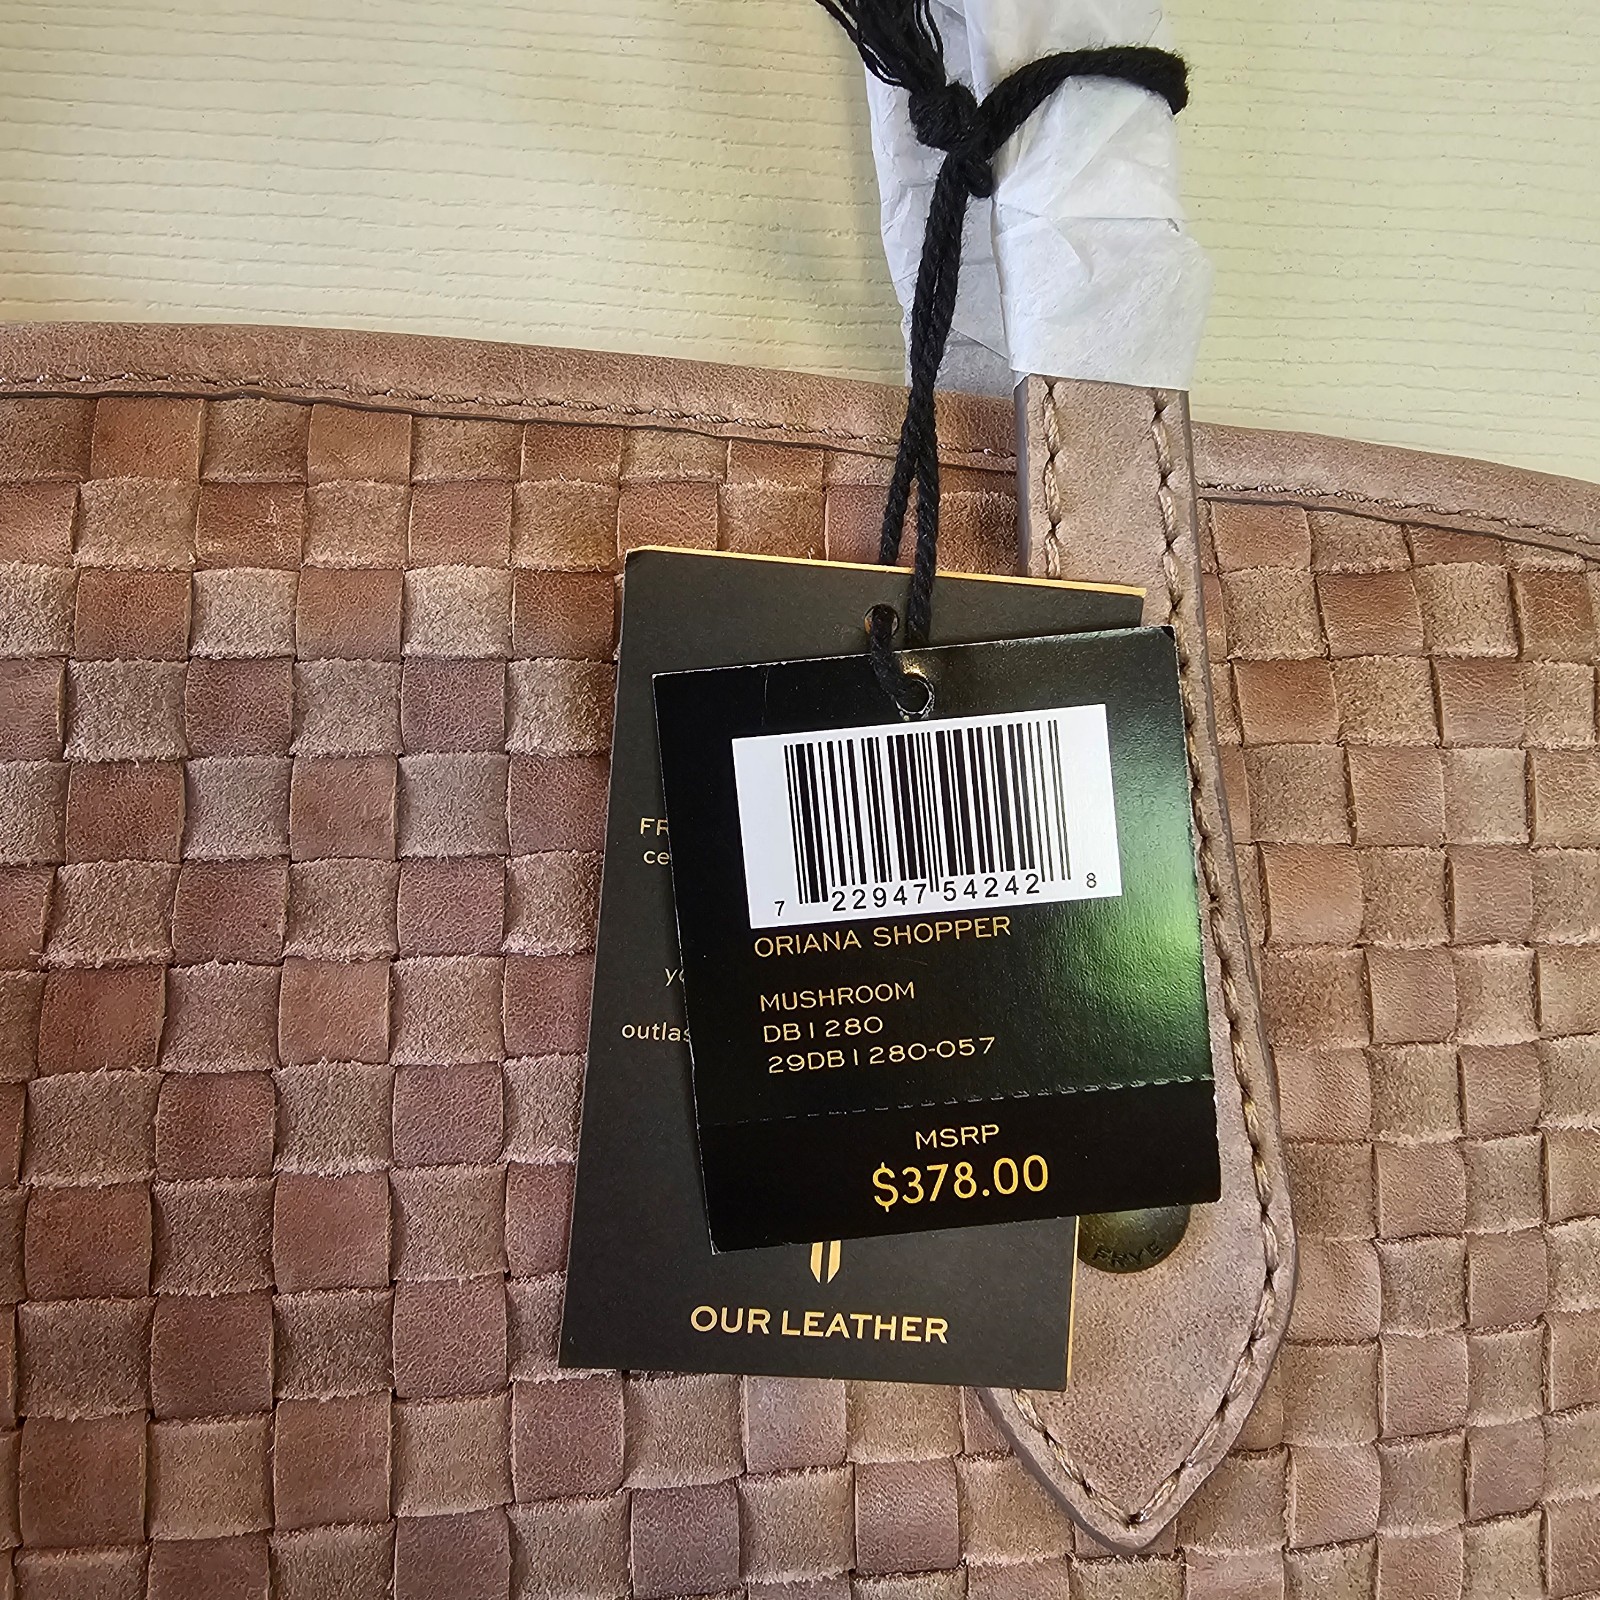 7 22947 54242 8
ORIANA SHOPPER
MUSHROOM
DB1280
29DB1280-057
MSRP
$378.00
FRYE
OUR LEATHER